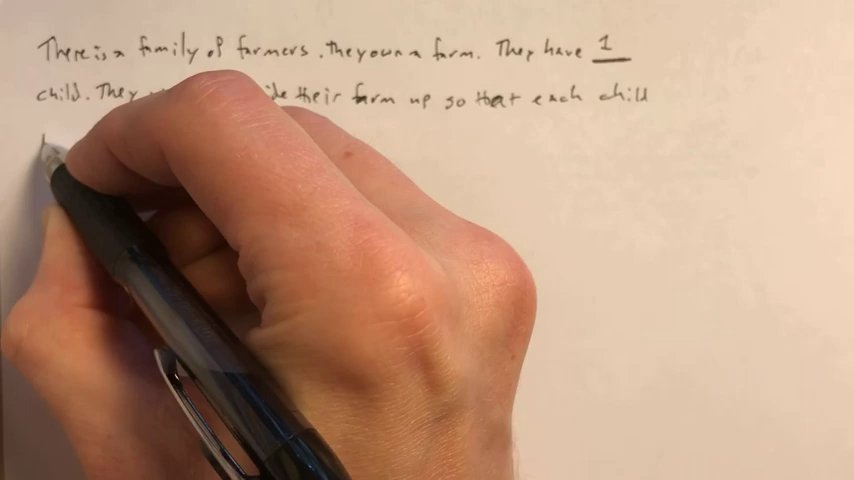 There is a family of farmers. they own a farm. They have 1
child. They their farm up so that each child